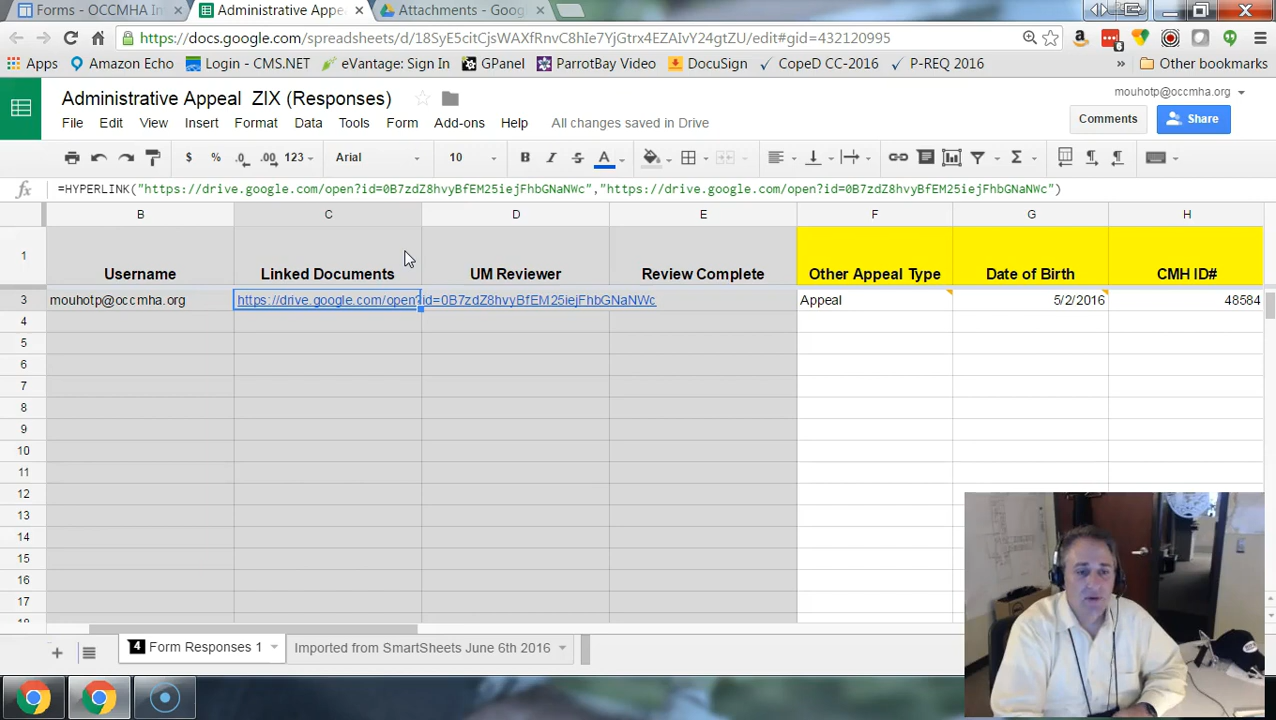 Forms - OCCMHA In
Administrative Appe
Attachments - Goog
https://docs.google.com/spreadsheets/d/18SyE5citCjsWAXfRnvC8hIe7YjGtrx4EZAIvY24gtZU/edit#gid=432120995
Apps
Amazon Echo
Login - CMS.NET
eVantage: Sign In
GPanel
ParrotBay Video
DocuSign
CopeD CC-2016
P-REQ 2016
»
Other bookmarks
Administrative Appeal ZIX (Responses)
mouhotp@occmha.org
File Edit View Insert Format Data Tools Form Add-ons Help All changes saved in Drive
Comments
Share
$ % .0 .00 123 Arial 10 B I S A
fx =HYPERLINK("https://drive.google.com/open?id=0B7zdZ8hvyBfEM25iejFhbGNaNWc","https://drive.google.com/open?id=0B7zdZ8hvyBfEM25iejFhbGNaNWc")
B C D E F G H
1 Username Linked Documents UM Reviewer Review Complete Other Appeal Type Date of Birth CMH ID#
3 mouhotp@occmha.org https://drive.google.com/open?id=0B7zdZ8hvyBfEM25iejFhbGNaNWc Appeal 5/2/2016 48584
4
5
6
7
8
9
10
11
12
13
14
15
16
17
4 Form Responses 1
Imported from SmartSheets June 6th 2016